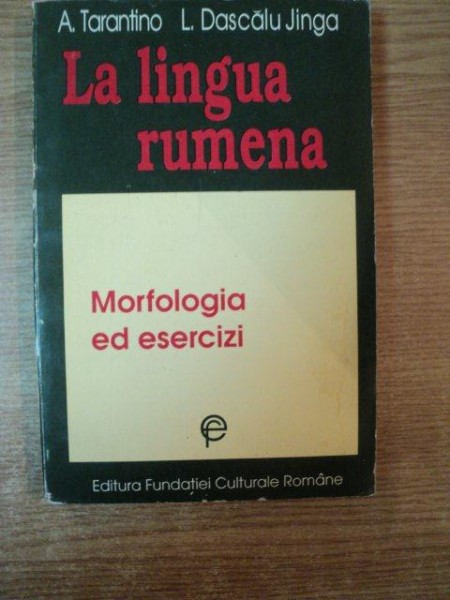 A. Tarantino L. Dascălu Jinga
La lingua
rumena
Morfologia
ed esercizi
Editura Fundației Culturale Române